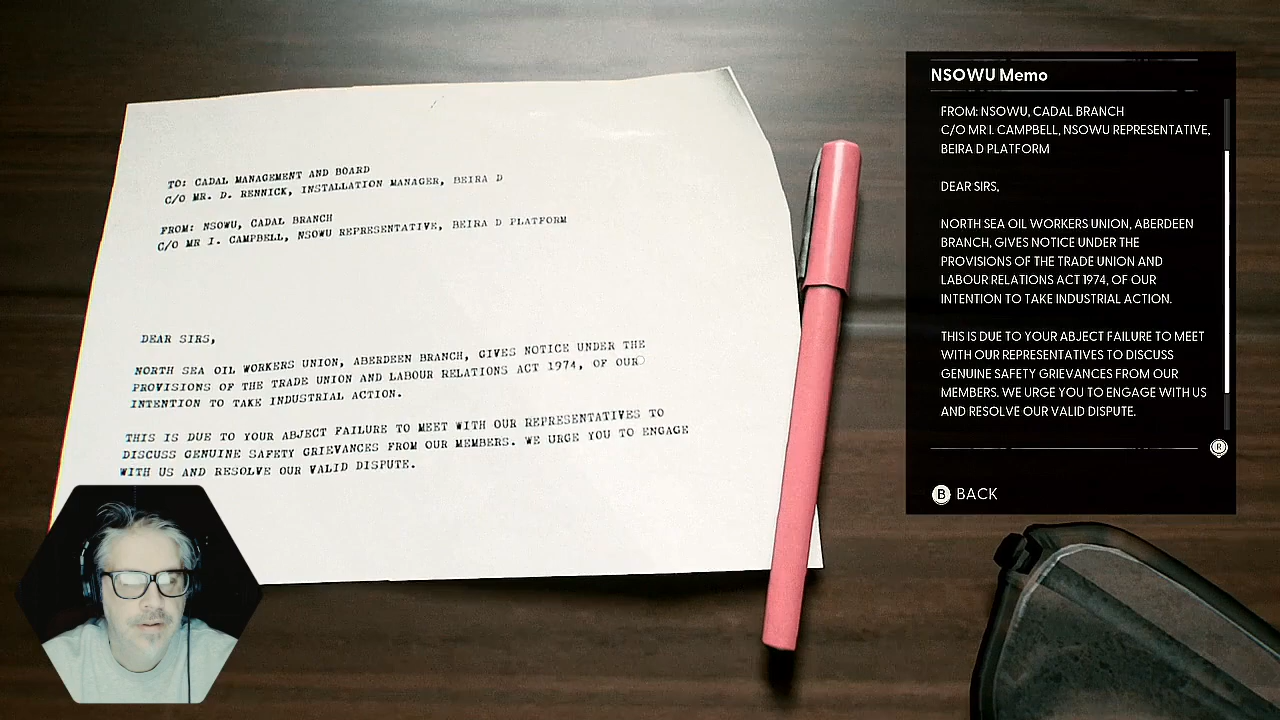 TO: CADAL MANAGEMENT AND BOARD
C/O MR. D. RENNICK, INSTALLATION MANAGER, BEIRA D
FROM: NSOWU, CADAL BRANCH
C/O MR I. CAMPBELL, NSOWU REPRESENTATIVE, BEIRA D PLATFORM
DEAR SIRS,
NORTH SEA OIL WORKERS UNION, ABERDEEN BRANCH, GIVES NOTICE UNDER THE
PROVISIONS OF THE TRADE UNION AND LABOUR RELATIONS ACT 1974, OF OUR
INTENTION TO TAKE INDUSTRIAL ACTION.
THIS IS DUE TO YOUR ABJECT FAILURE TO MEET WITH OUR REPRESENTATIVES TO
DISCUSS GENUINE SAFETY GRIEVANCES FROM OUR MEMBERS. WE URGE YOU TO ENGAGE
WITH US AND RESOLVE OUR VALID DISPUTE.
NSOWU Memo
FROM: NSOWU, CADAL BRANCH
C/O MR I. CAMPBELL, NSOWU REPRESENTATIVE,
BEIRA D PLATFORM
DEAR SIRS,
NORTH SEA OIL WORKERS UNION, ABERDEEN
BRANCH, GIVES NOTICE UNDER THE
PROVISIONS OF THE TRADE UNION AND
LABOUR RELATIONS ACT 1974, OF OUR
INTENTION TO TAKE INDUSTRIAL ACTION.
THIS IS DUE TO YOUR ABJECT FAILURE TO MEET
WITH OUR REPRESENTATIVES TO DISCUSS
GENUINE SAFETY GRIEVANCES FROM OUR
MEMBERS. WE URGE YOU TO ENGAGE WITH US
AND RESOLVE OUR VALID DISPUTE.
R
B BACK